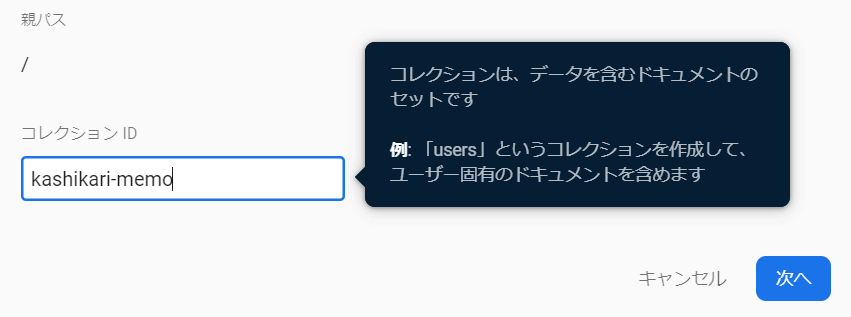 親パス
/
コレクション ID
kashikari-memo
コレクションは、データを含むドキュメントの
セットです
例: 「users」というコレクションを作成して、
ユーザー固有のドキュメントを含めます
キャンセル
次へ